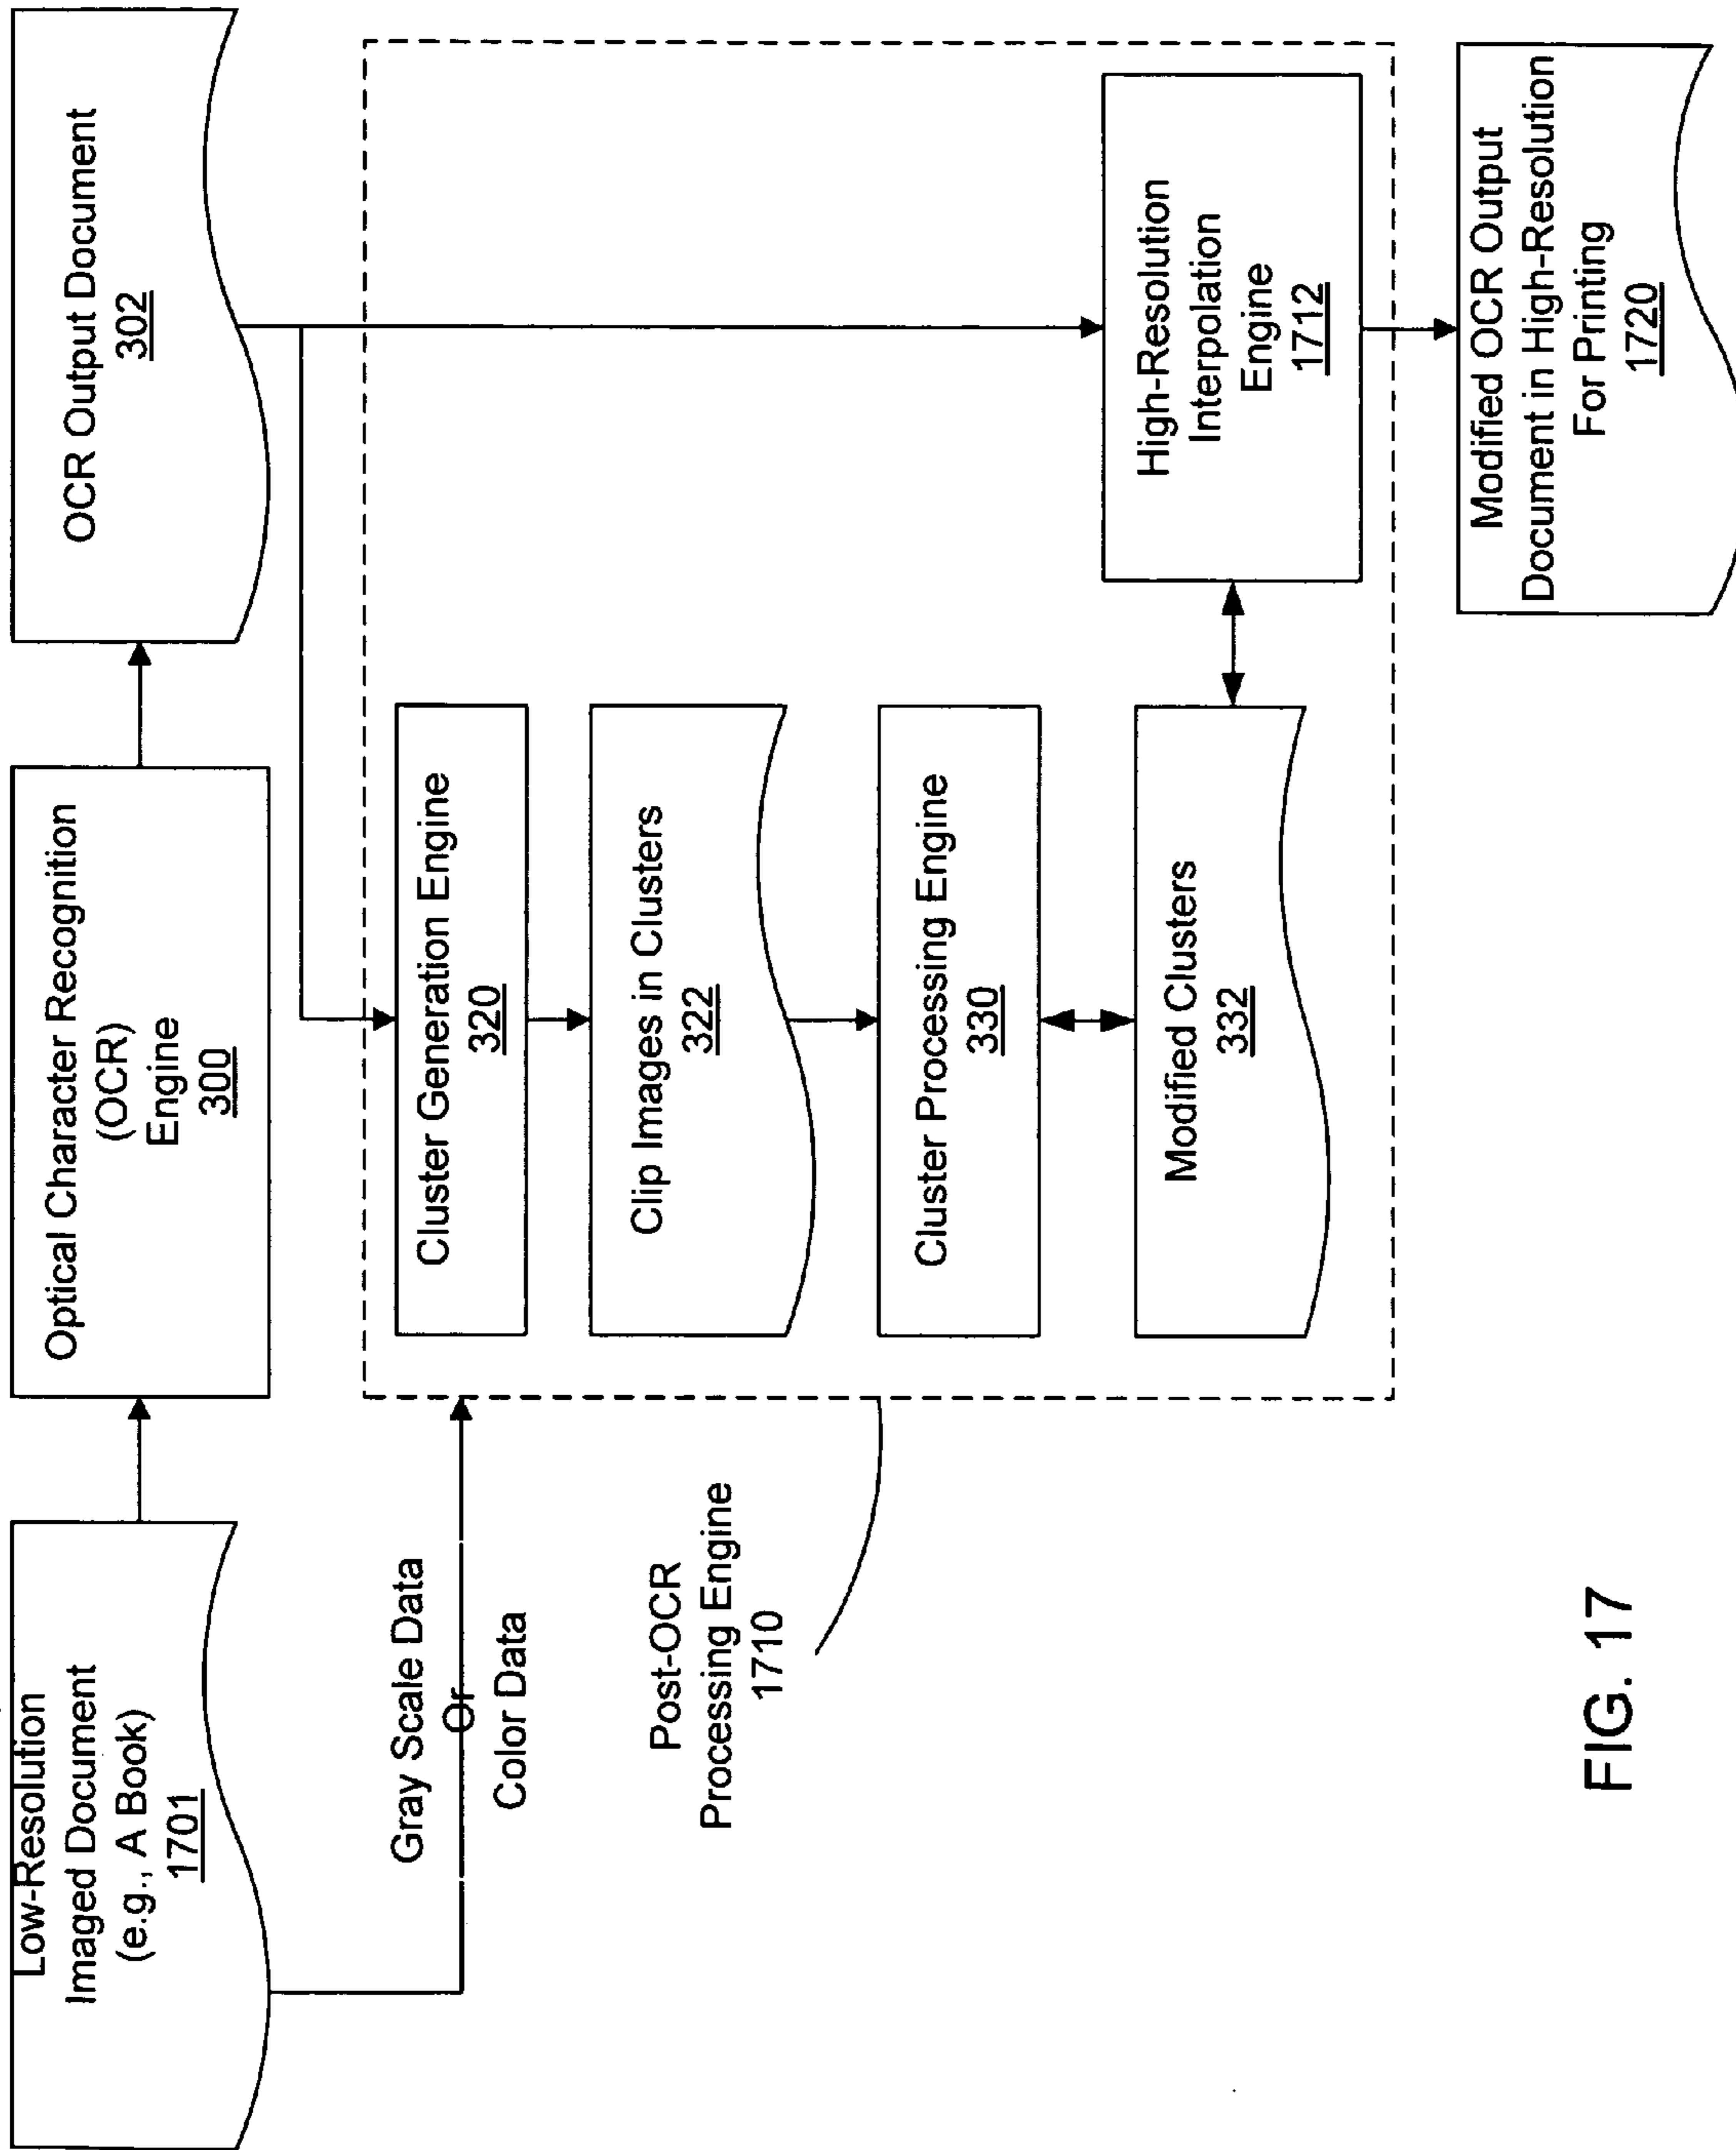 Low-Resolution
Imaged Document
(e.g., A Book)
1701
Optical Character Recognition
(OCR)
Engine
300
OCR Output Document
302
Gray Scale Data
Or
Color Data
Post-OCR
Processing Engine
1710
Cluster Generation Engine
320
Clip Images in Clusters
322
Cluster Processing Engine
330
Modified Clusters
332
High-Resolution
Interpolation
Engine
1712
Modified OCR Output
Document in High-Resolution
For Printing
1720
FIG. 17